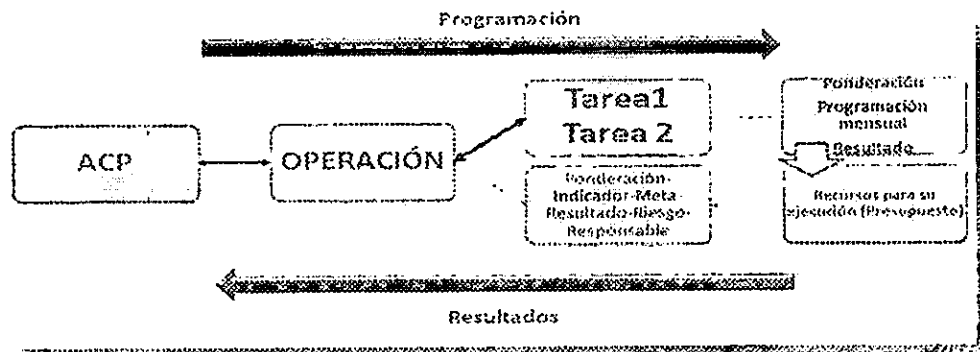 Programación
ACP
OPERACIÓN
Tarea1
Tarea 2
Ponderación-
Indicador-Meta-
Resultado-Riesgo-
Responsable
Ponderación
Programación
mensual
Resultado
Recursos para su
ejecución (Presupuesto)
Resultados